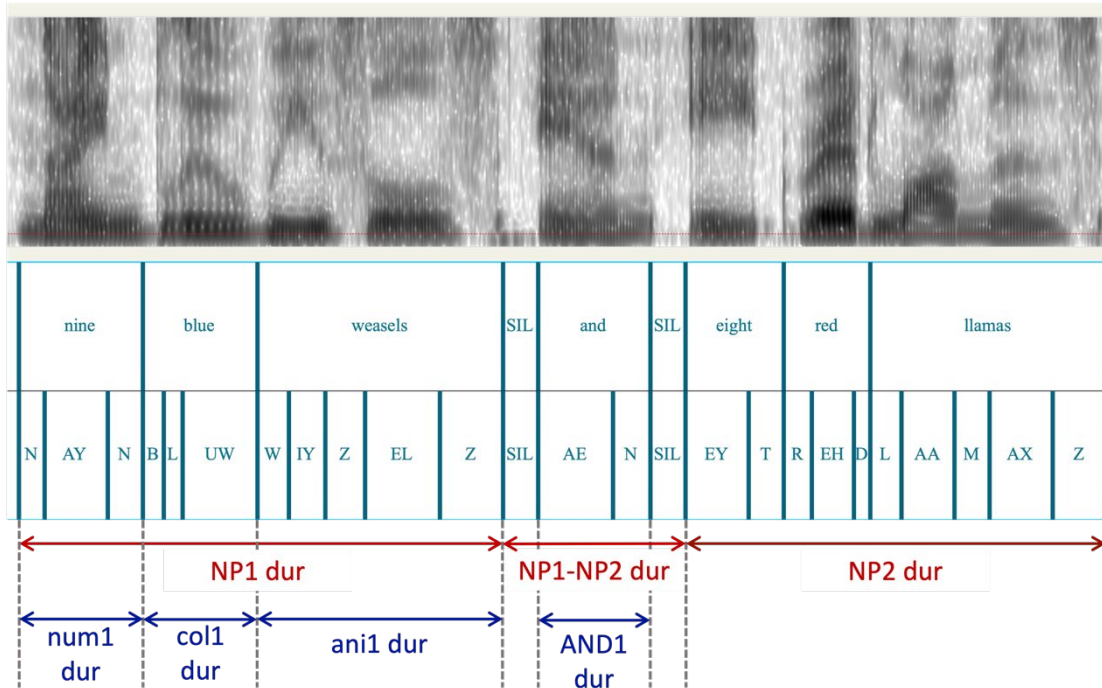 nine blue weasels SIL and SIL eight red llamas
N AY N B L UW W IY Z EL Z SIL AE N SIL EY T R EH D L AA M AX Z
NP1 dur NP1-NP2 dur NP2 dur
num1 col1 ani1 dur AND1
dur dur dur